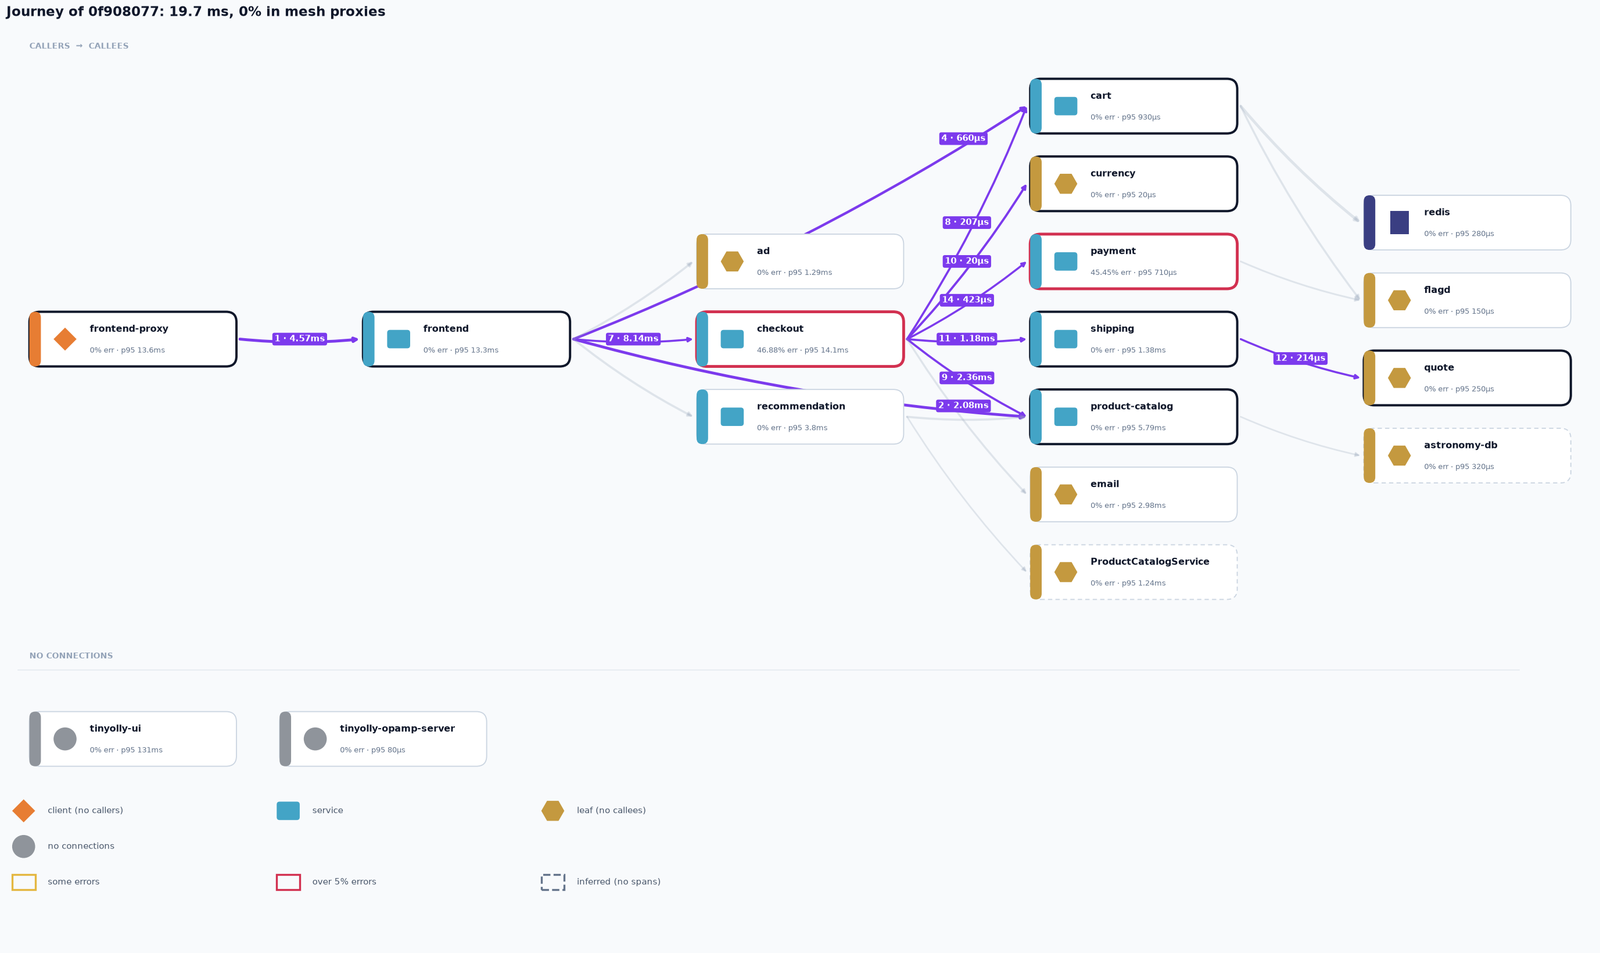 Journey of 0f908077: 19.7 ms, 0% in mesh proxies
CALLERS → CALLEES
cart
0% err · p95 930µs
4 · 660µs
currency
0% err · p95 20µs
redis
0% err · p95 280µs
8 · 207µs
ad
0% err · p95 1.29ms
10 · 20µs
payment
45.45% err · p95 710µs
flagd
0% err · p95 150µs
14 · 423µs
frontend-proxy
0% err · p95 13.6ms
1 · 4.57ms
frontend
0% err · p95 13.3ms
7 · 8.14ms
checkout
46.88% err · p95 14.1ms
11 · 1.18ms
shipping
0% err · p95 1.38ms
12 · 214µs
quote
0% err · p95 250µs
9 · 2.36ms
recommendation
0% err · p95 3.8ms
2 · 2.08ms
product-catalog
0% err · p95 5.79ms
astronomy-db
0% err · p95 320µs
email
0% err · p95 2.98ms
ProductCatalogService
0% err · p95 1.24ms
NO CONNECTIONS
tinyolly-ui
0% err · p95 131ms
tinyolly-opamp-server
0% err · p95 80µs
client (no callers)
service
leaf (no callees)
no connections
some errors
over 5% errors
inferred (no spans)